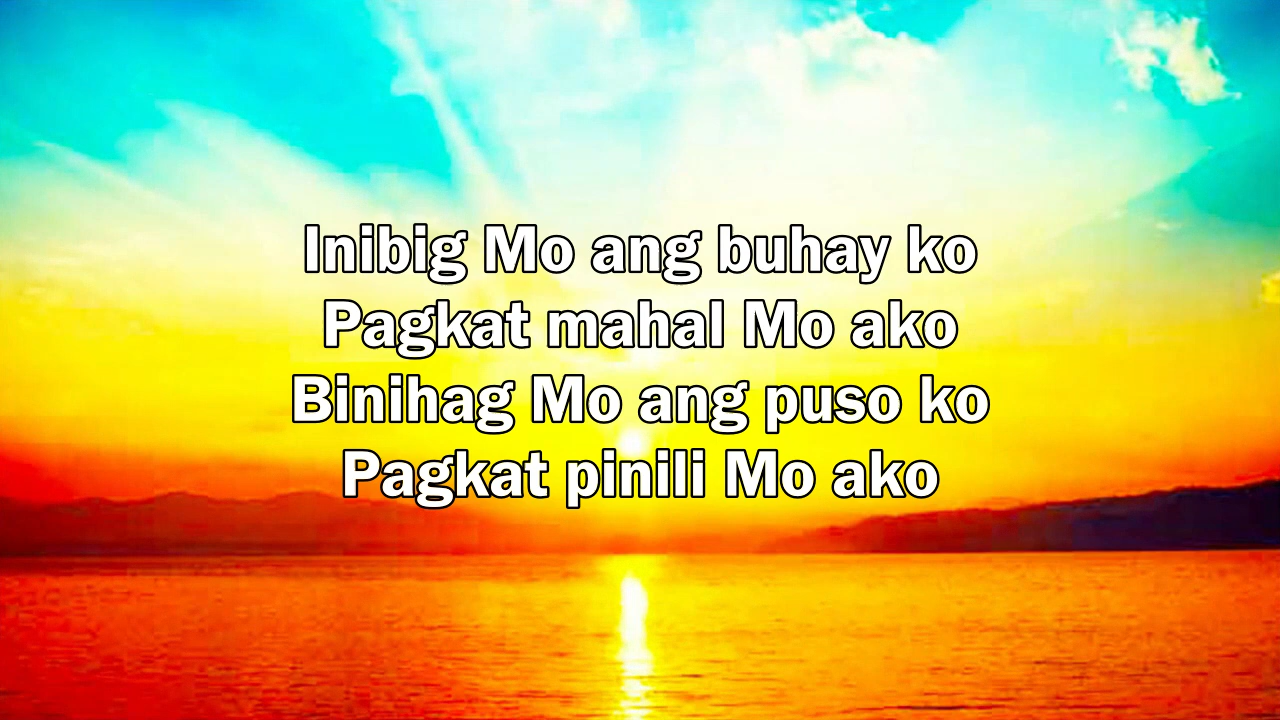 Inibig Mo ang buhay ko
Pagkat mahal Mo ako
Binihag Mo ang puso ko
Pagkat pinili Mo ako